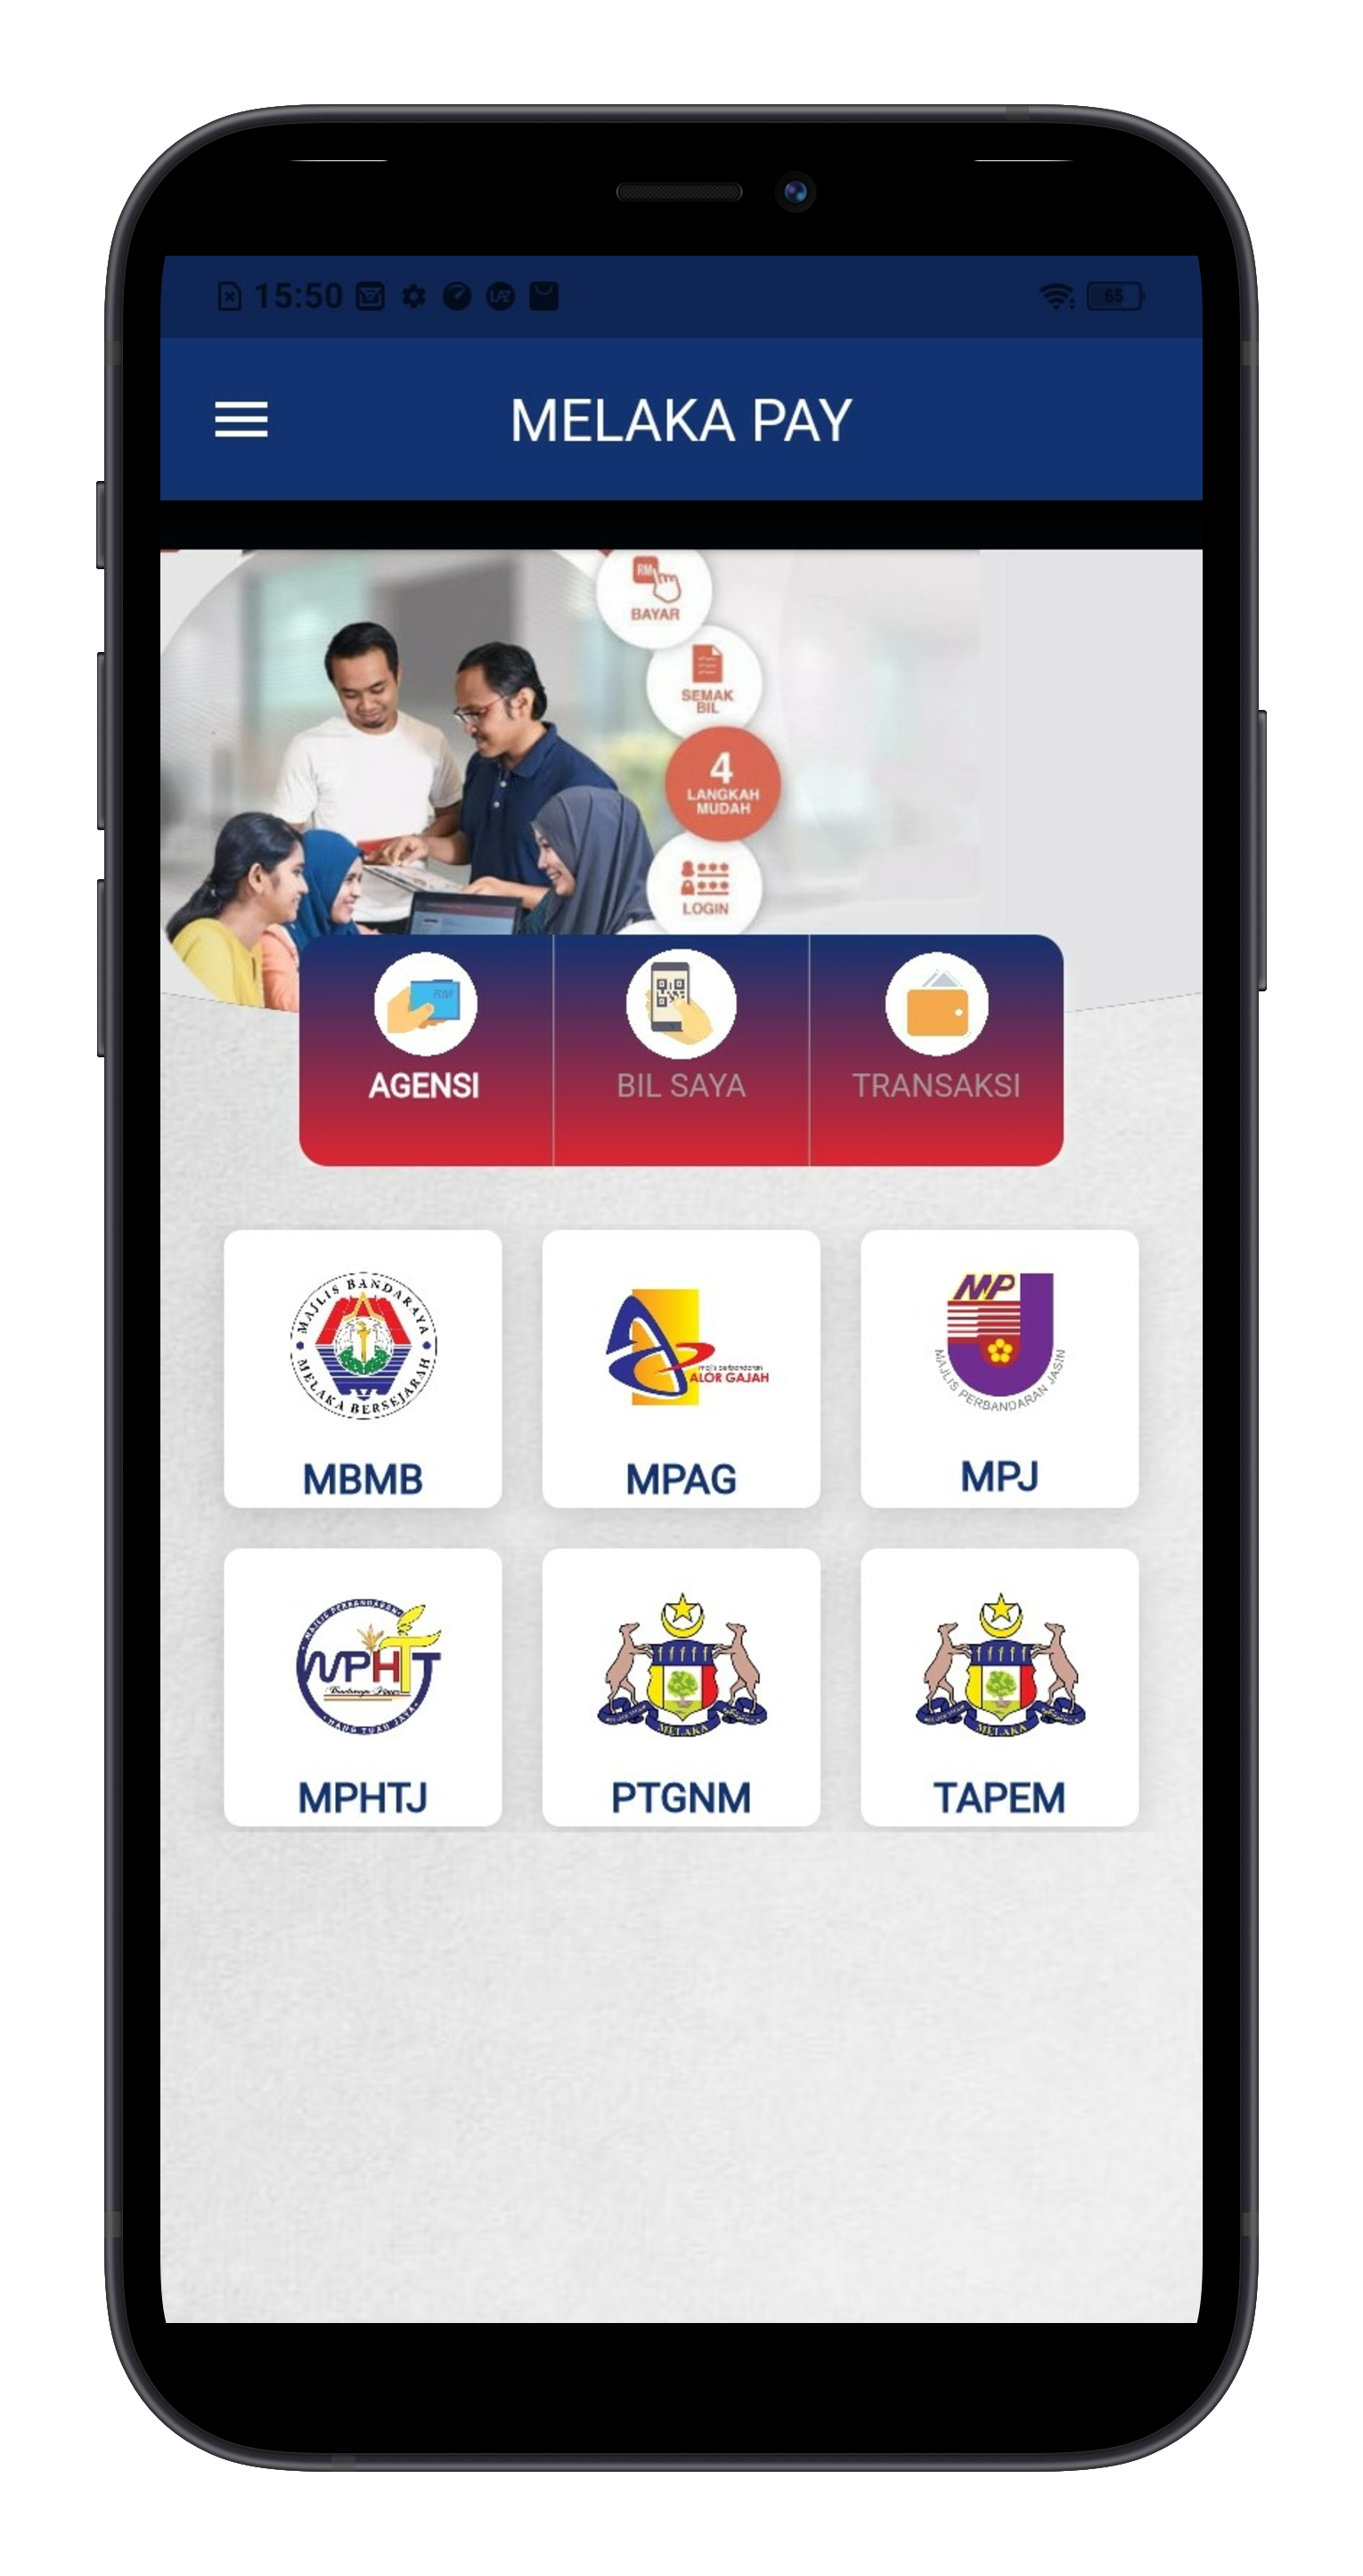 15:50
65
MELAKA PAY
RM
BAYAR
SEMAK
BIL
4
LANGKAH
MUDAH
LOGIN
RM
AGENSI
BIL SAYA
TRANSAKSI
MAJLIS BANDARAYA
MELAKA BERSEJARAH
MBMB
majlis perbandaran
ALOR GAJAH
MPAG
MP
MAJLIS PERBANDARAN JASIN
MPJ
MAJLIS PERBANDARAN
MPHTJ
HANG TUAH JAYA
MPHTJ
MELAKA
PTGNM
MELAKA
TAPEM